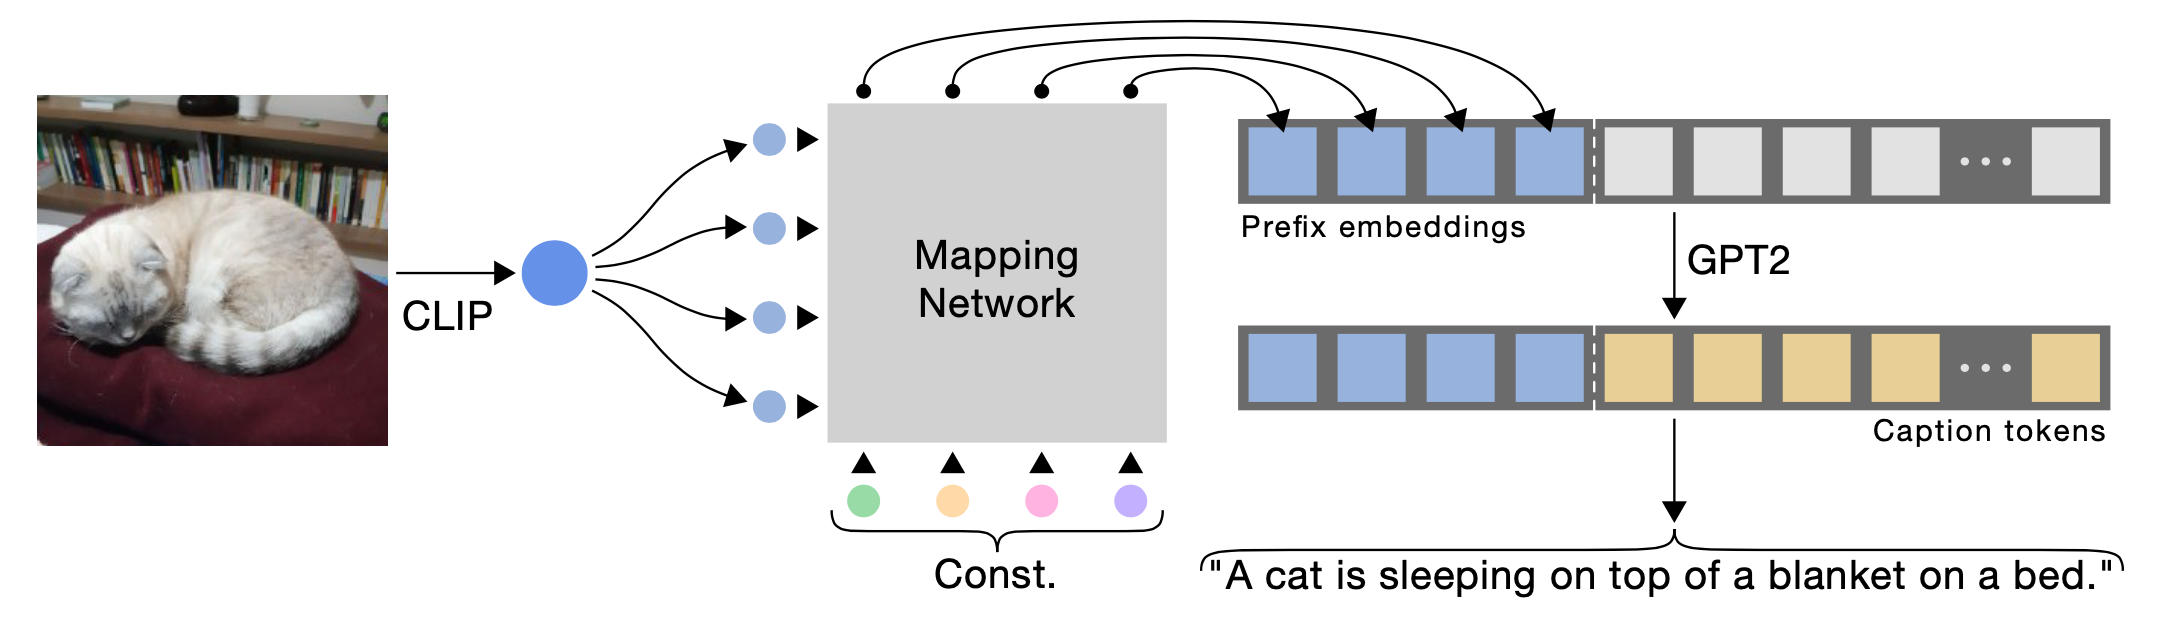 CLIP
Mapping
Network
Const.
Prefix embeddings
GPT2
Caption tokens
"A cat is sleeping on top of a blanket on a bed."